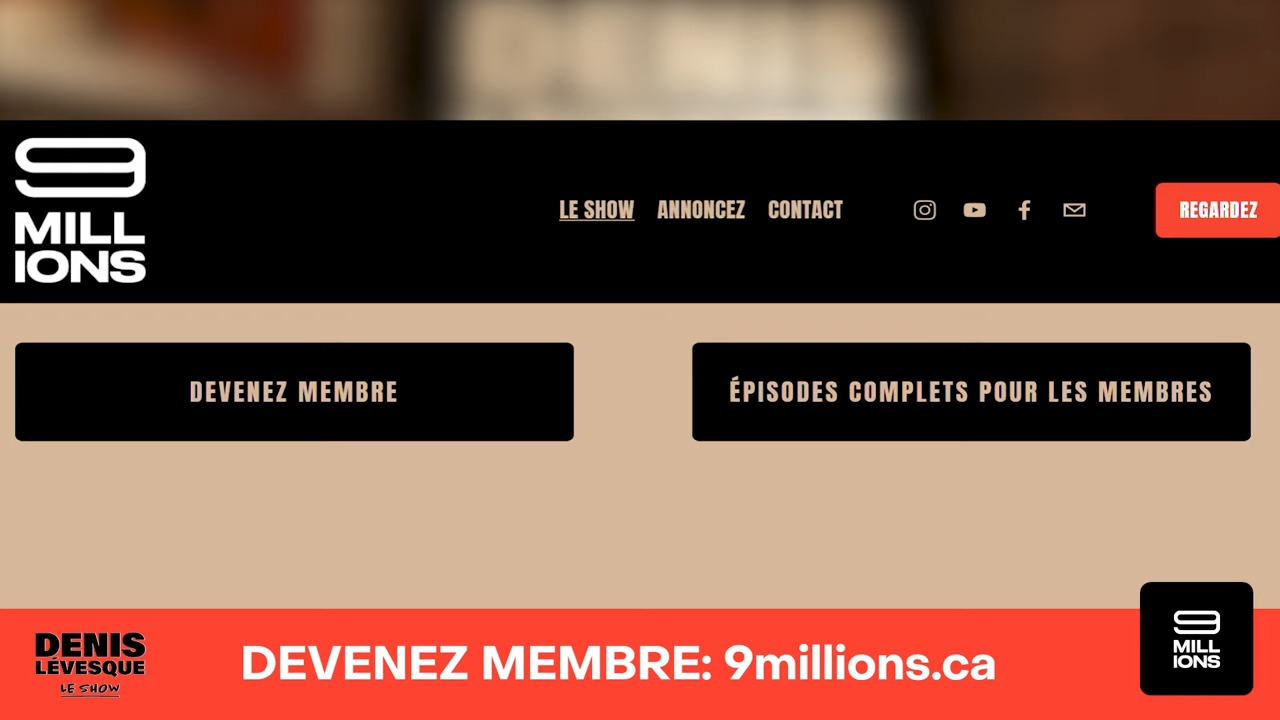 9
MILL
IONS
LE SHOW ANNONCEZ CONTACT
REGARDEZ
DEVENEZ MEMBRE
ÉPISODES COMPLETS POUR LES MEMBRES
DENIS
LÉVESQUE
LE SHOW
DEVENEZ MEMBRE: 9millions.ca
9
MILL
IONS